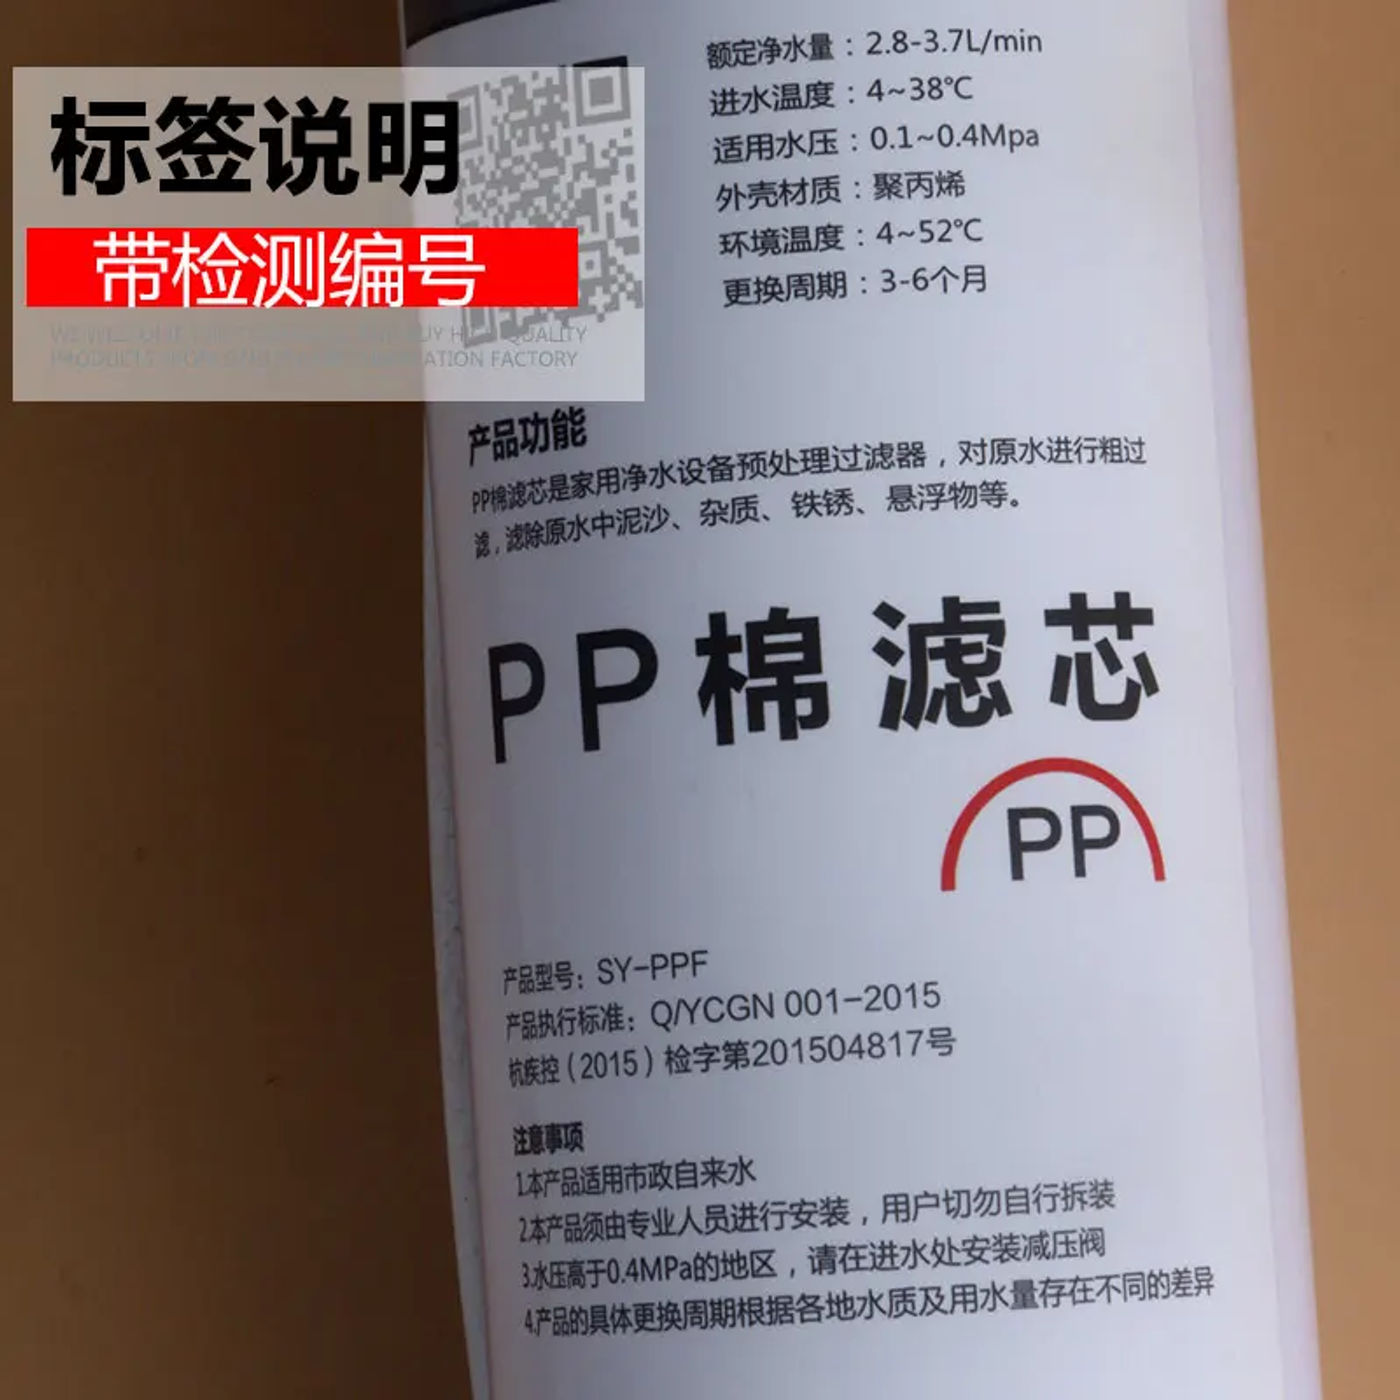 标签说明
带检测编号
额定净水量：2.8-3.7L/min
进水温度：4~38℃
适用水压：0.1~0.4Mpa
外壳材质：聚丙烯
环境温度：4~52℃
更换周期：3-6个月
产品功能
PP棉滤芯是家用净水设备预处理过滤器，对原水进行粗过
滤，滤除原水中泥沙、杂质、铁锈、悬浮物等。
PP棉滤芯
PP
产品型号：SY-PPF
产品执行标准：Q/YCGN 001-2015
杭疾控（2015）检字第201504817号
注意事项
1.本产品适用市政自来水
2.本产品须由专业人员进行安装，用户切勿自行拆装
3.水压高于0.4MPa的地区，请在进水处安装减压阀
4.产品的具体更换周期根据各地水质及用水量存在不同的差异